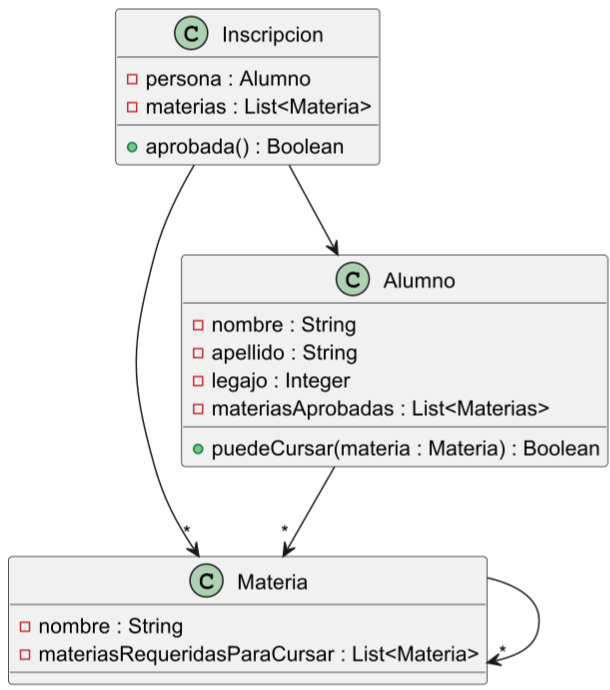 C Inscripcion
persona : Alumno
materias : List<Materia>
aprobada() : Boolean
C Alumno
nombre : String
apellido : String
legajo : Integer
materiasAprobadas : List<Materias>
puedeCursar(materia : Materia) : Boolean
* *
C Materia
nombre : String
materiasRequeridasParaCursar : List<Materia>
*